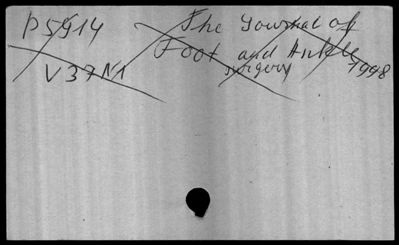 P5914 The Journal of
V37N1 Foot and Ankle
surgery 1998